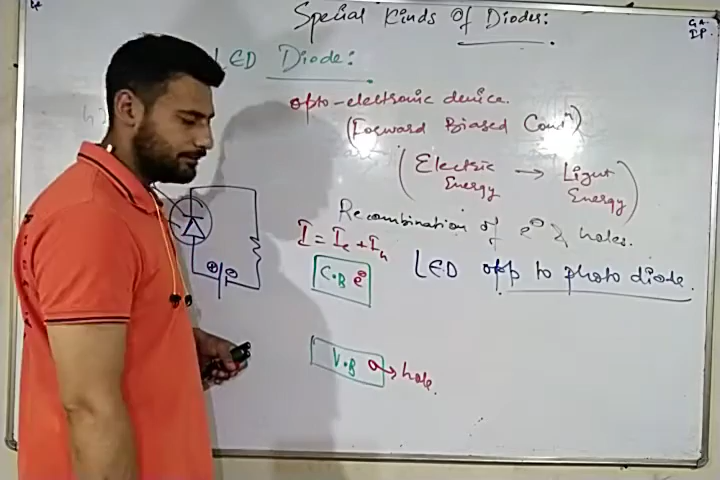 Special Kinds Of Diodes:
G.A.
I.P.
LED Diode:
opto-electronic device.
(Forward Biased Condn)
(Electric Energy → Light Energy)
Recombination of e⊖ & holes.
I = Ie + Ih
LED opp to photo diode.
C.B e⊖
V.B o→hole.